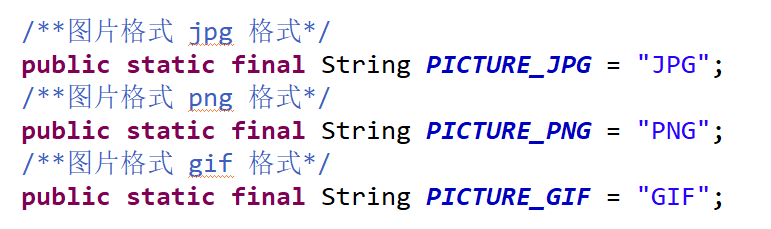 /**图片格式 jpg 格式*/
public static final String PICTURE_JPG = "JPG";
/**图片格式 png 格式*/
public static final String PICTURE_PNG = "PNG";
/**图片格式 gif 格式*/
public static final String PICTURE_GIF = "GIF";